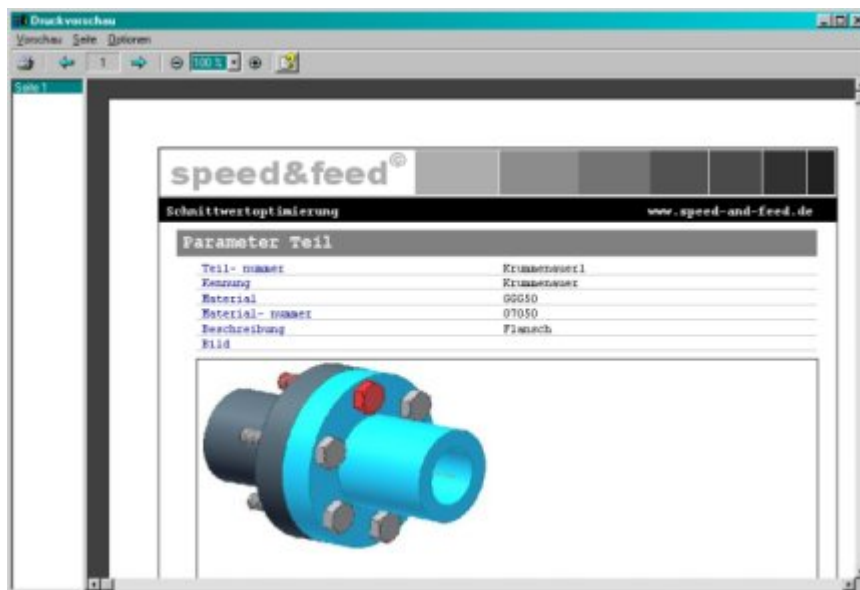 Druckvorschau
Vorschau Seite Optionen
1 100 %
Seite 1
speed&feed©
Schnittwertoptimierung www.speed-and-feed.de
Parameter Teil
Teil- nummer Krummenauer1
Kennung Krummenauer
Material GGG50
Material- nummer 07050
Beschreibung Flansch
Bild